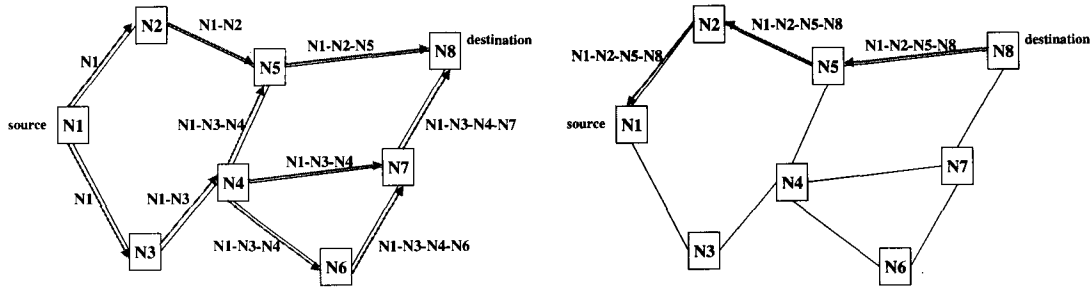 N2
N1-N2
N1-N2-N5
N8
destination
N1
N5
source
N1
N1-N3-N4
N1-N3-N4-N7
N1-N3-N4
N7
N1
N1-N3
N4
N3
N1-N3-N4
N1-N3-N4-N6
N6
N2
N1-N2-N5-N8
N1-N2-N5-N8
N8
destination
N1-N2-N5-N8
N5
source
N1
N7
N4
N3
N6